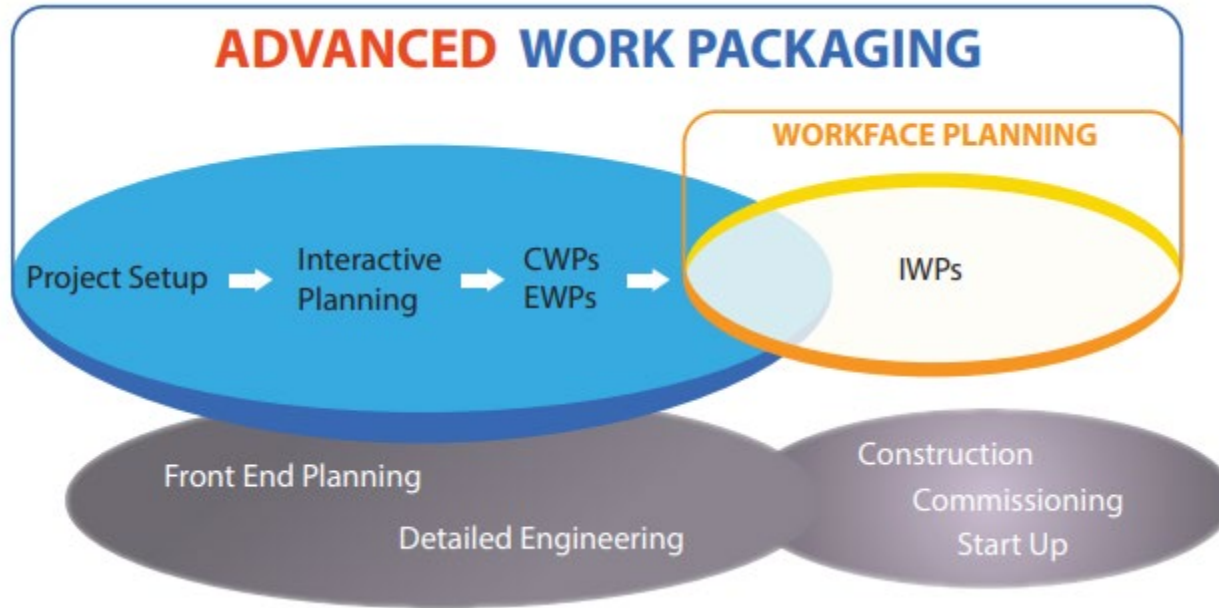 ADVANCED WORK PACKAGING
WORKFACE PLANNING
Project Setup
Interactive
Planning
CWPs
EWPs
IWPs
Front End Planning
Detailed Engineering
Construction
Commissioning
Start Up